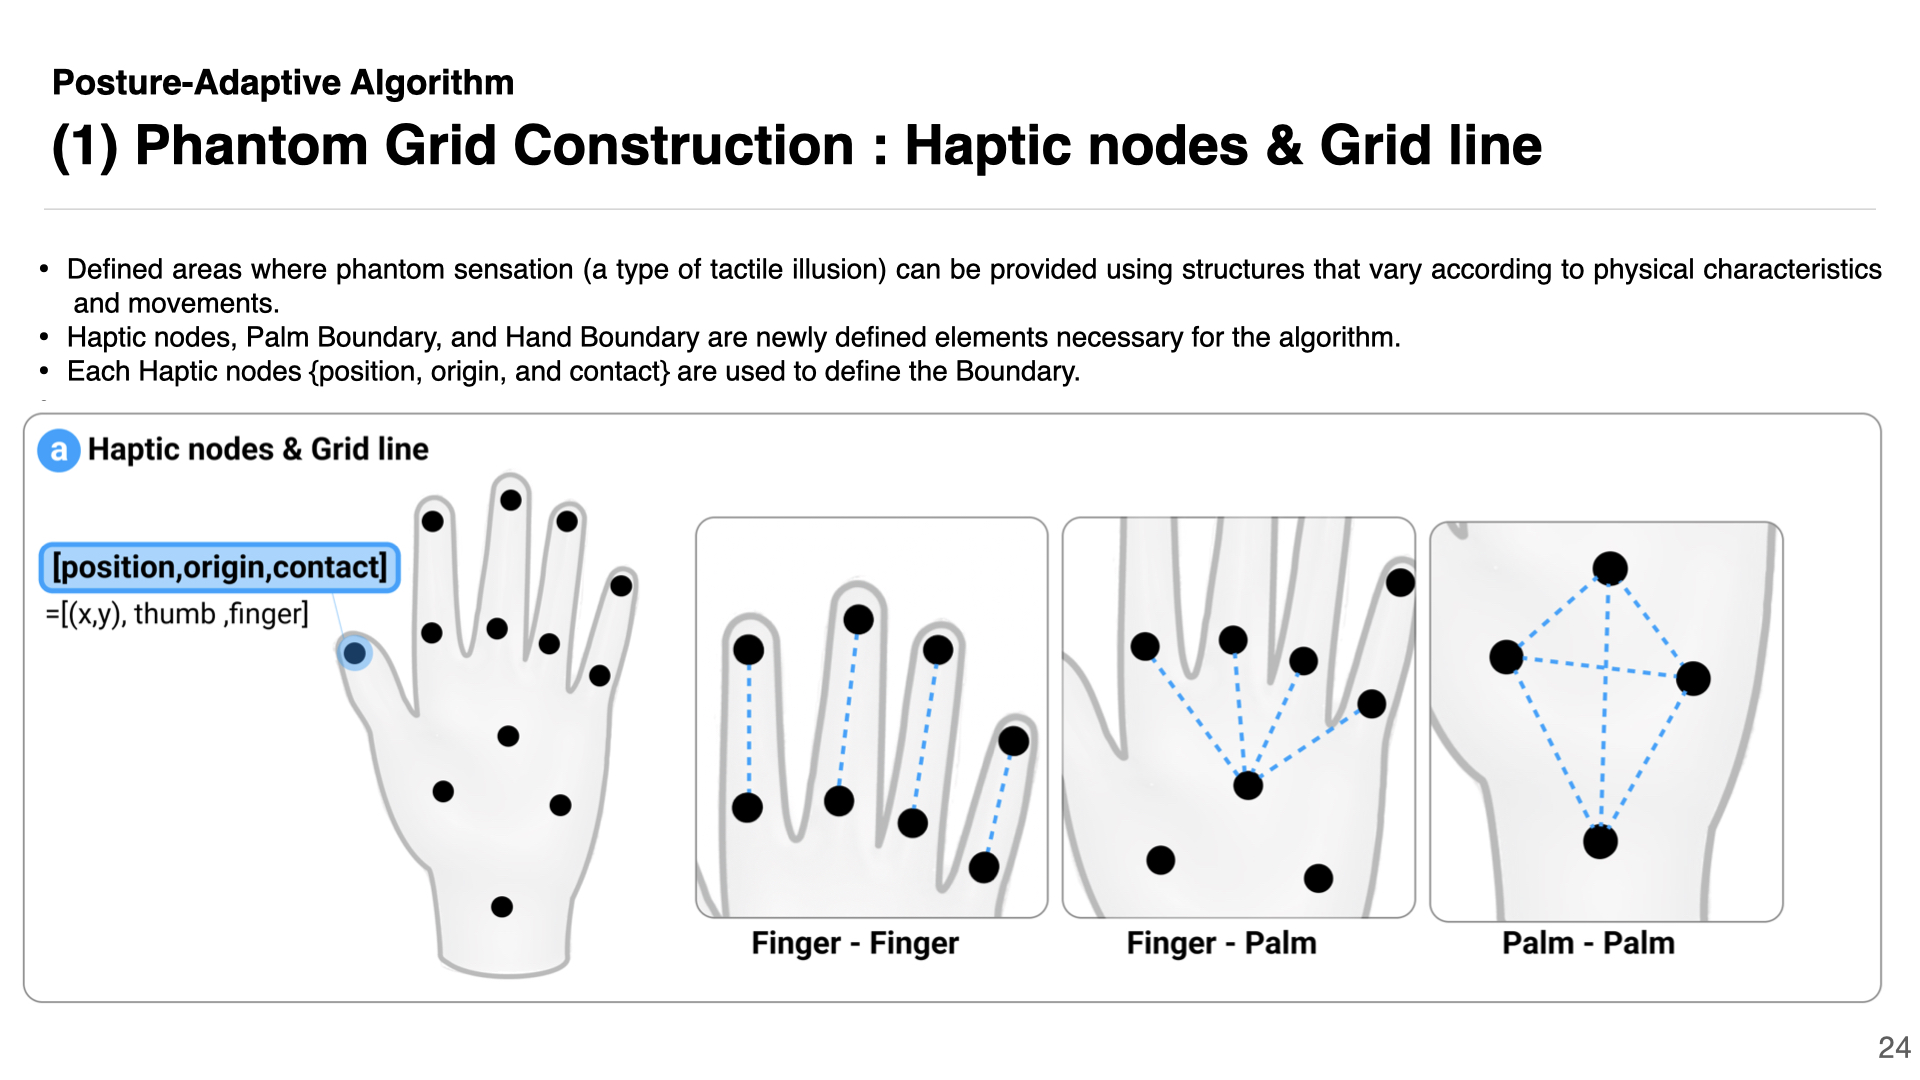 Posture-Adaptive Algorithm
(1) Phantom Grid Construction : Haptic nodes & Grid line
• Defined areas where phantom sensation (a type of tactile illusion) can be provided using structures that vary according to physical characteristics
and movements.
• Haptic nodes, Palm Boundary, and Hand Boundary are newly defined elements necessary for the algorithm.
• Each Haptic nodes {position, origin, and contact} are used to define the Boundary.
a Haptic nodes & Grid line
[position,origin,contact]
=[(x,y), thumb ,finger]
Finger - Finger
Finger - Palm
Palm - Palm
24